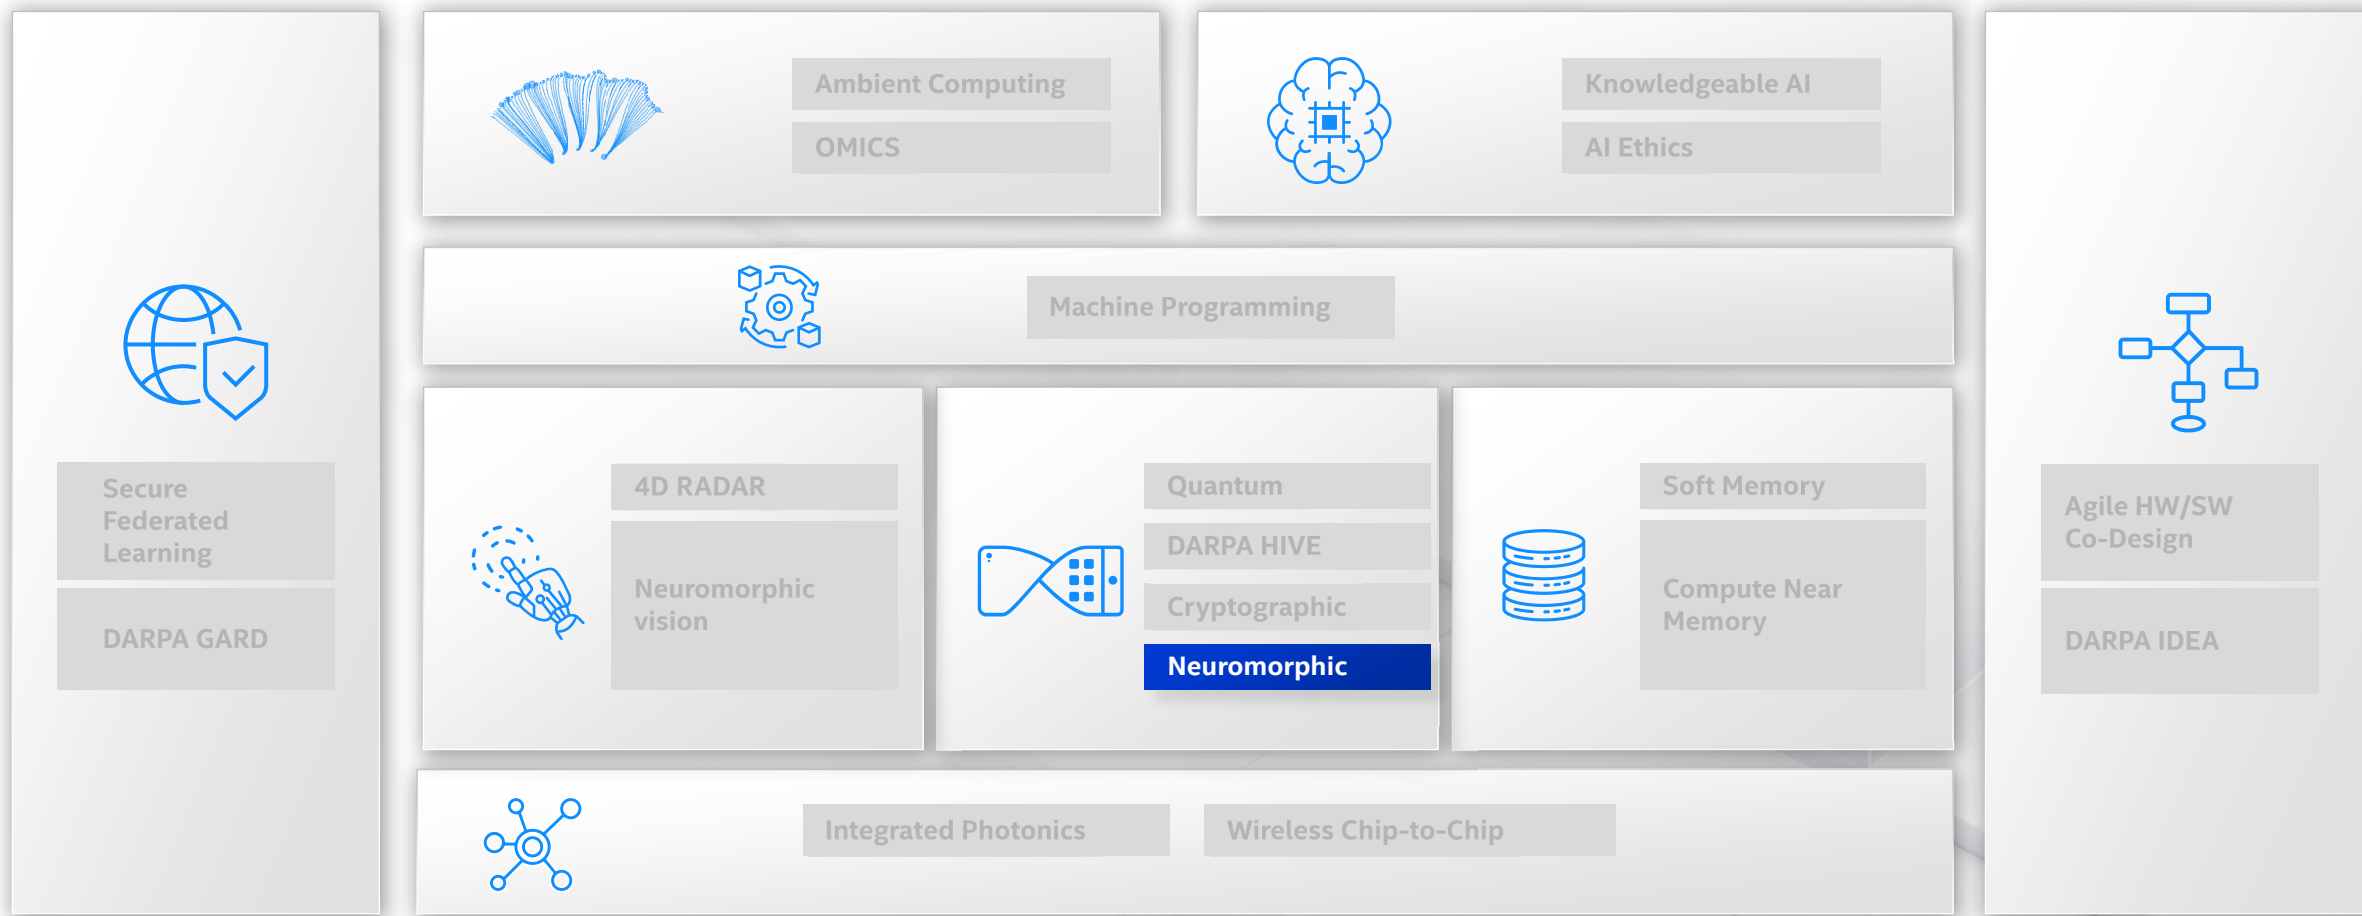 Ambient Computing
OMICS
Knowledgeable AI
AI Ethics
Machine Programming
Secure
Federated
Learning
DARPA GARD
4D RADAR
Neuromorphic
vision
Quantum
DARPA HIVE
Cryptographic
Neuromorphic
Soft Memory
Compute Near
Memory
Agile HW/SW
Co-Design
DARPA IDEA
Integrated Photonics
Wireless Chip-to-Chip